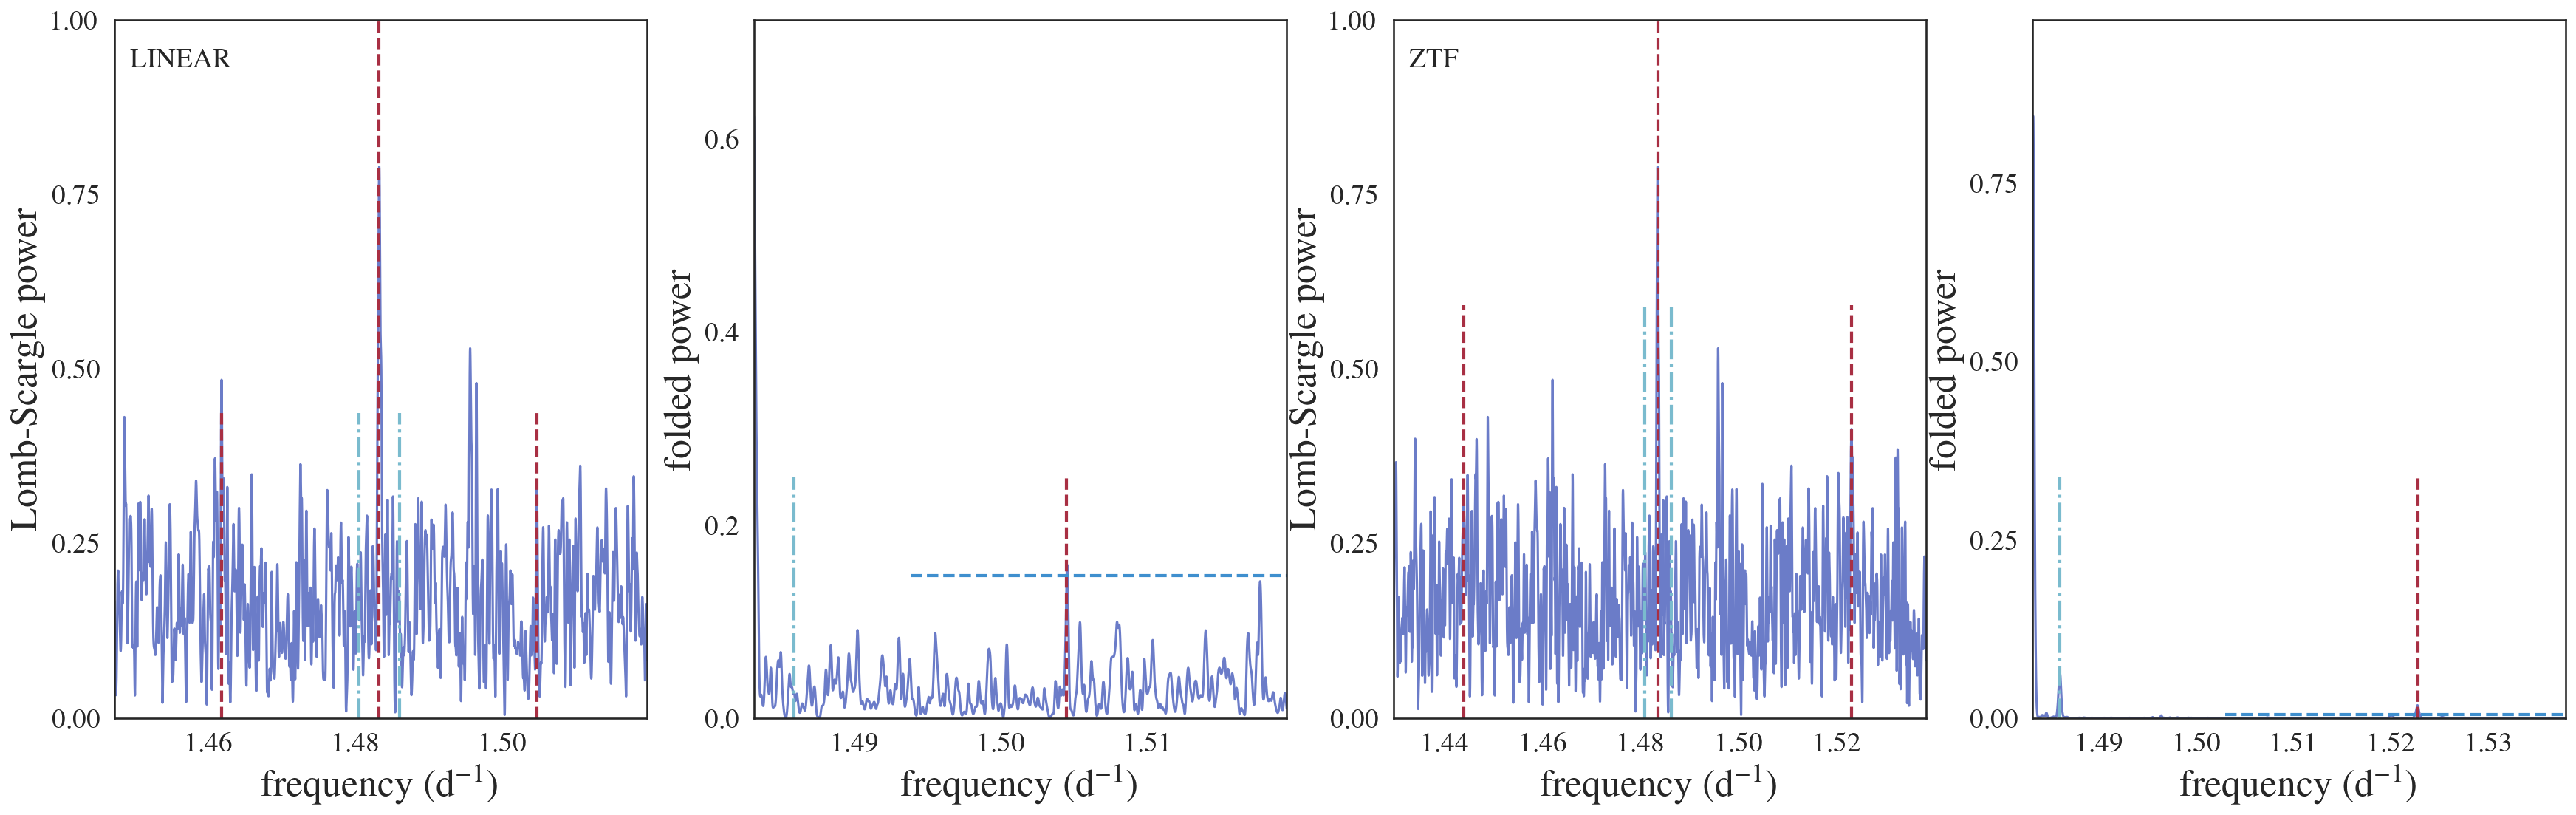 LINEAR
Lomb-Scargle power
1.00
0.75
0.50
0.25
0.00
1.46 1.48 1.50
frequency (d⁻¹)
folded power
0.6
0.4
0.2
0.0
1.49 1.50 1.51
frequency (d⁻¹)
ZTF
Lomb-Scargle power
1.00
0.75
0.50
0.25
0.00
1.44 1.46 1.48 1.50 1.52
frequency (d⁻¹)
folded power
0.75
0.50
0.25
0.00
1.49 1.50 1.51 1.52 1.53
frequency (d⁻¹)